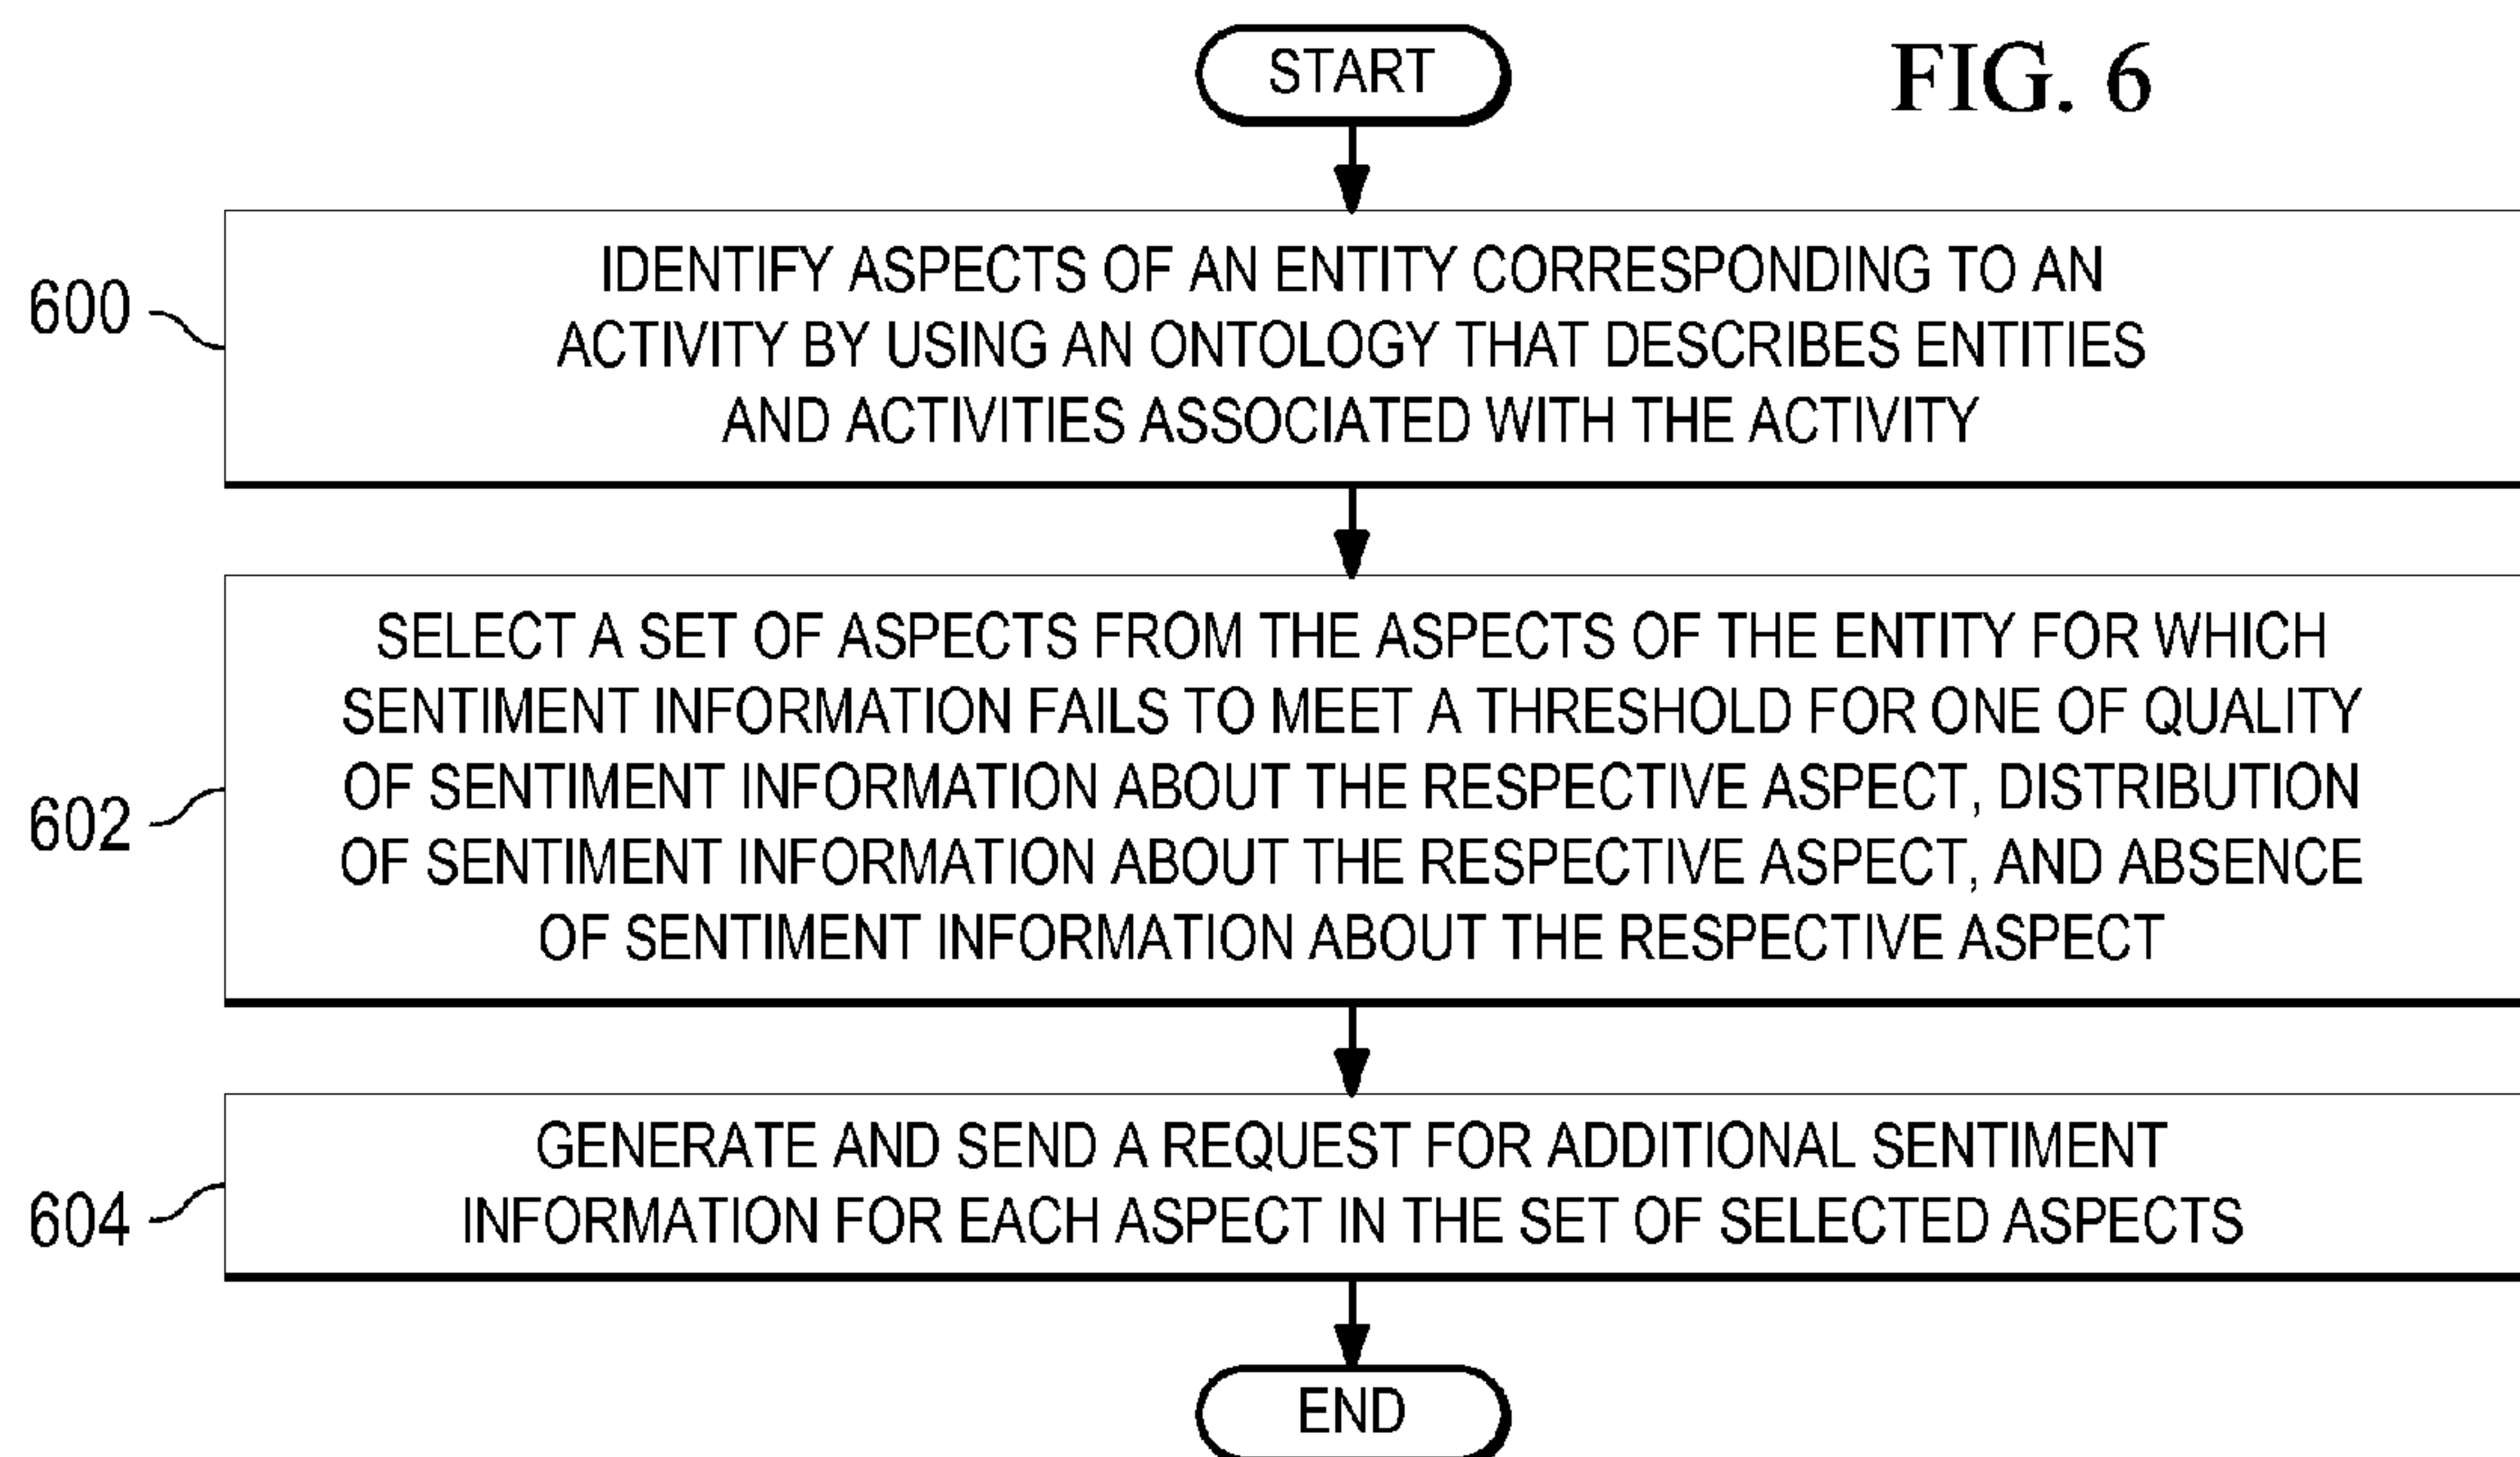 START
FIG. 6
600
IDENTIFY ASPECTS OF AN ENTITY CORRESPONDING TO AN
ACTIVITY BY USING AN ONTOLOGY THAT DESCRIBES ENTITIES
AND ACTIVITIES ASSOCIATED WITH THE ACTIVITY
602
SELECT A SET OF ASPECTS FROM THE ASPECTS OF THE ENTITY FOR WHICH
SENTIMENT INFORMATION FAILS TO MEET A THRESHOLD FOR ONE OF QUALITY
OF SENTIMENT INFORMATION ABOUT THE RESPECTIVE ASPECT, DISTRIBUTION
OF SENTIMENT INFORMATION ABOUT THE RESPECTIVE ASPECT, AND ABSENCE
OF SENTIMENT INFORMATION ABOUT THE RESPECTIVE ASPECT
604
GENERATE AND SEND A REQUEST FOR ADDITIONAL SENTIMENT
INFORMATION FOR EACH ASPECT IN THE SET OF SELECTED ASPECTS
END